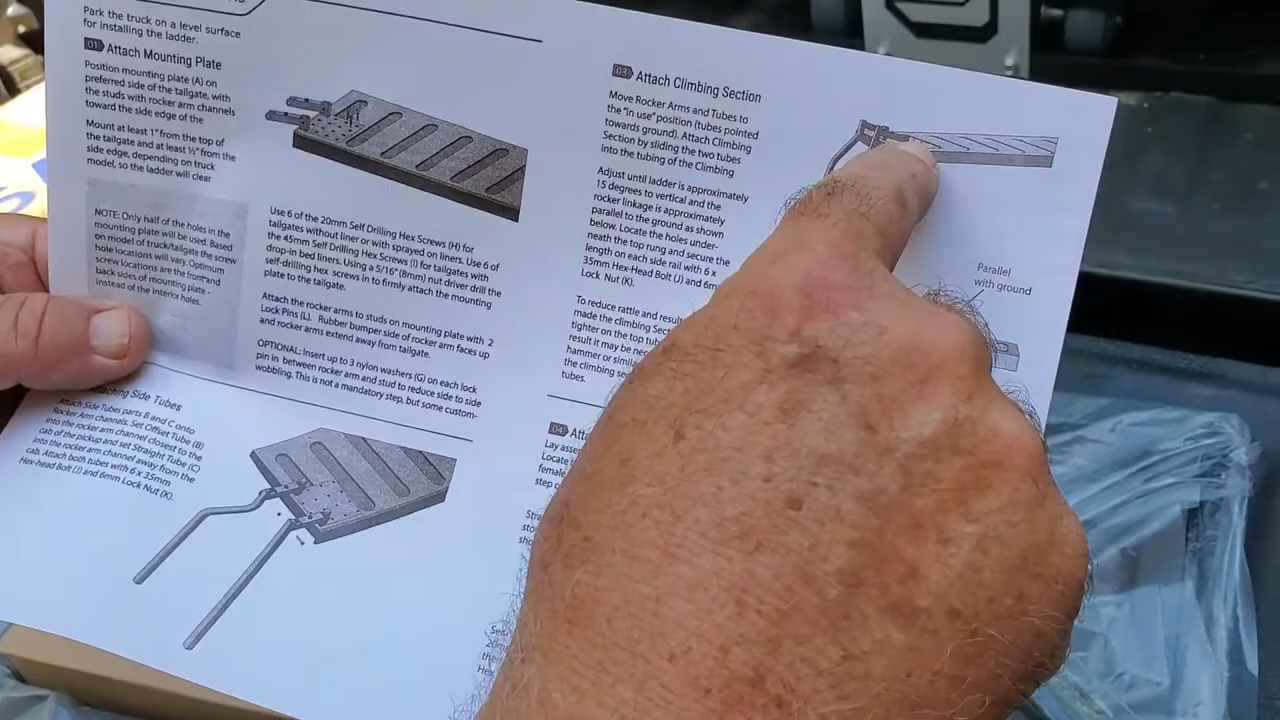 Park the truck on a level surface
for installing the ladder.
01 Attach Mounting Plate
Position mounting plate (A) on
preferred side of the tailgate, with
the studs with rocker arm channels
toward the side edge of the
Mount at least 1" from the top of
the tailgate and at least ½" from the
side edge, depending on truck
model, so the ladder will clear
NOTE: Only half of the holes in the
mounting plate will be used. Based
on model of truck/tailgate the screw
hole locations will vary. Optimum
screw locations are the front and
back sides of mounting plate -
instead of the interior holes.
Use 6 of the 20mm Self Drilling Hex Screws (H) for
tailgates without liner or with sprayed on liners. Use 6 of
the 45mm Self Drilling Hex Screws (I) for tailgates with
drop-in bed liners. Using a 5/16" (8mm) nut driver drill the
self-drilling hex screws in to firmly attach the mounting
plate to the tailgate.
Attach the rocker arms to studs on mounting plate with 2
Lock Pins (L). Rubber bumper side of rocker arm faces up
and rocker arms extend away from tailgate.
OPTIONAL: Insert up to 3 nylon washers (G) on each lock
pin in between rocker arm and stud to reduce side to side
wobbling. This is not a mandatory step, but some custom-
Attaching Side Tubes
Attach Side Tubes parts B and C onto
Rocker Arm channels. Set Offset Tube (B)
into the rocker arm channel closest to the
cab of the pickup and set Straight Tube (C)
into the rocker arm channel away from the
cab. Attach both tubes with 6 x 35mm
Hex-head Bolt (J) and 6mm Lock Nut (K).
03 Attach Climbing Section
Move Rocker Arms and Tubes to
the "in use" position (tubes pointed
towards ground). Attach Climbing
Section by sliding the two tubes
into the tubing of the Climbing
Adjust until ladder is approximately
15 degrees to vertical and the
rocker linkage is approximately
parallel to the ground as shown
below. Locate the holes under-
neath the top rung and secure the
length on each side rail with 6 x
35mm Hex-Head Bolt (J) and 6m
Lock Nut (K).
To reduce rattle and result
made the climbing Sect
tighter on the top tub
result it may be ne
hammer or simil
the climbing se
tubes.
Parallel
with ground
04 Atta
Lay asse
Locate
female
step c
Stra
sto
sho
Sec
20m
the
Hex